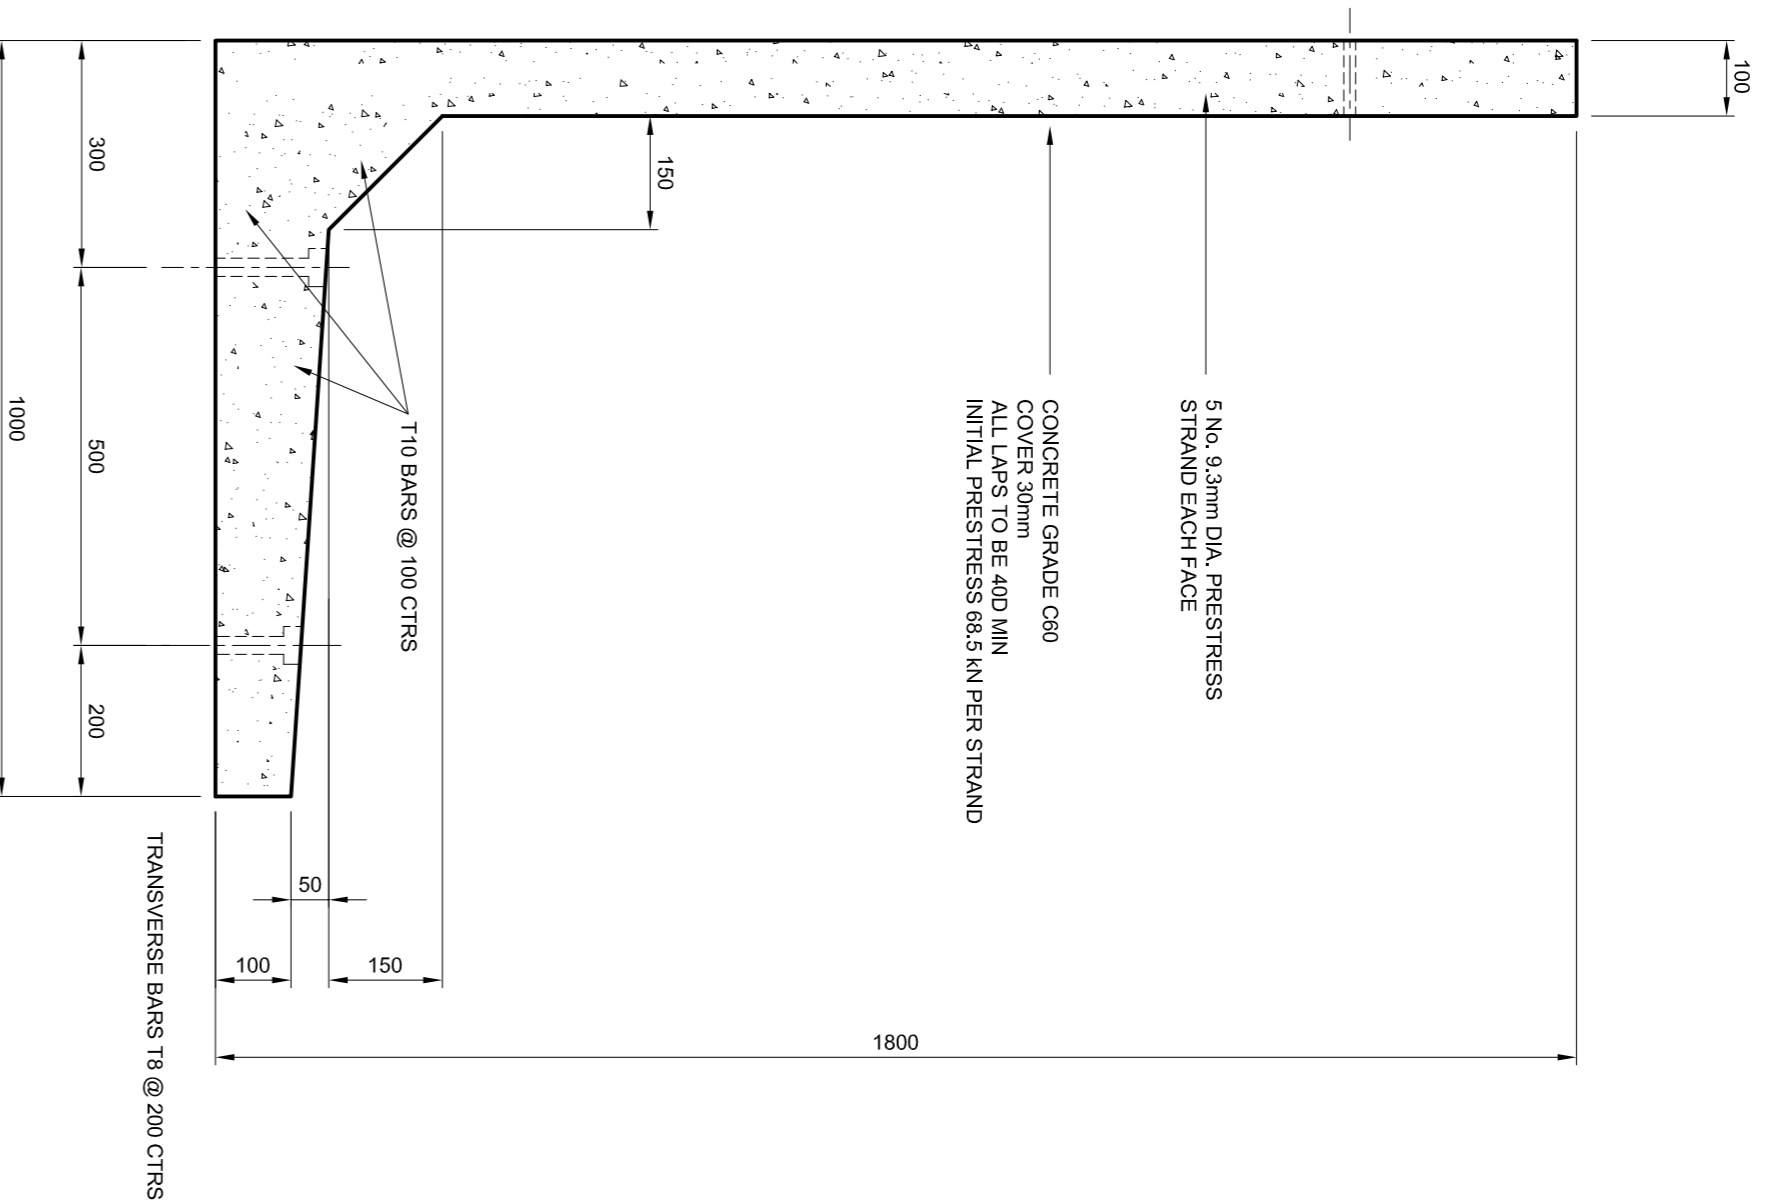 100
150
300
500
200
1000
5 No. 9.3mm DIA. PRESTRESS
STRAND EACH FACE
CONCRETE GRADE C60
COVER 30mm
ALL LAPS TO BE 40D MIN
INITIAL PRESTRESS 68.5 kN PER STRAND
T10 BARS @ 100 CTRS
50
100
150
1800
TRANSVERSE BARS T8 @ 200 CTRS